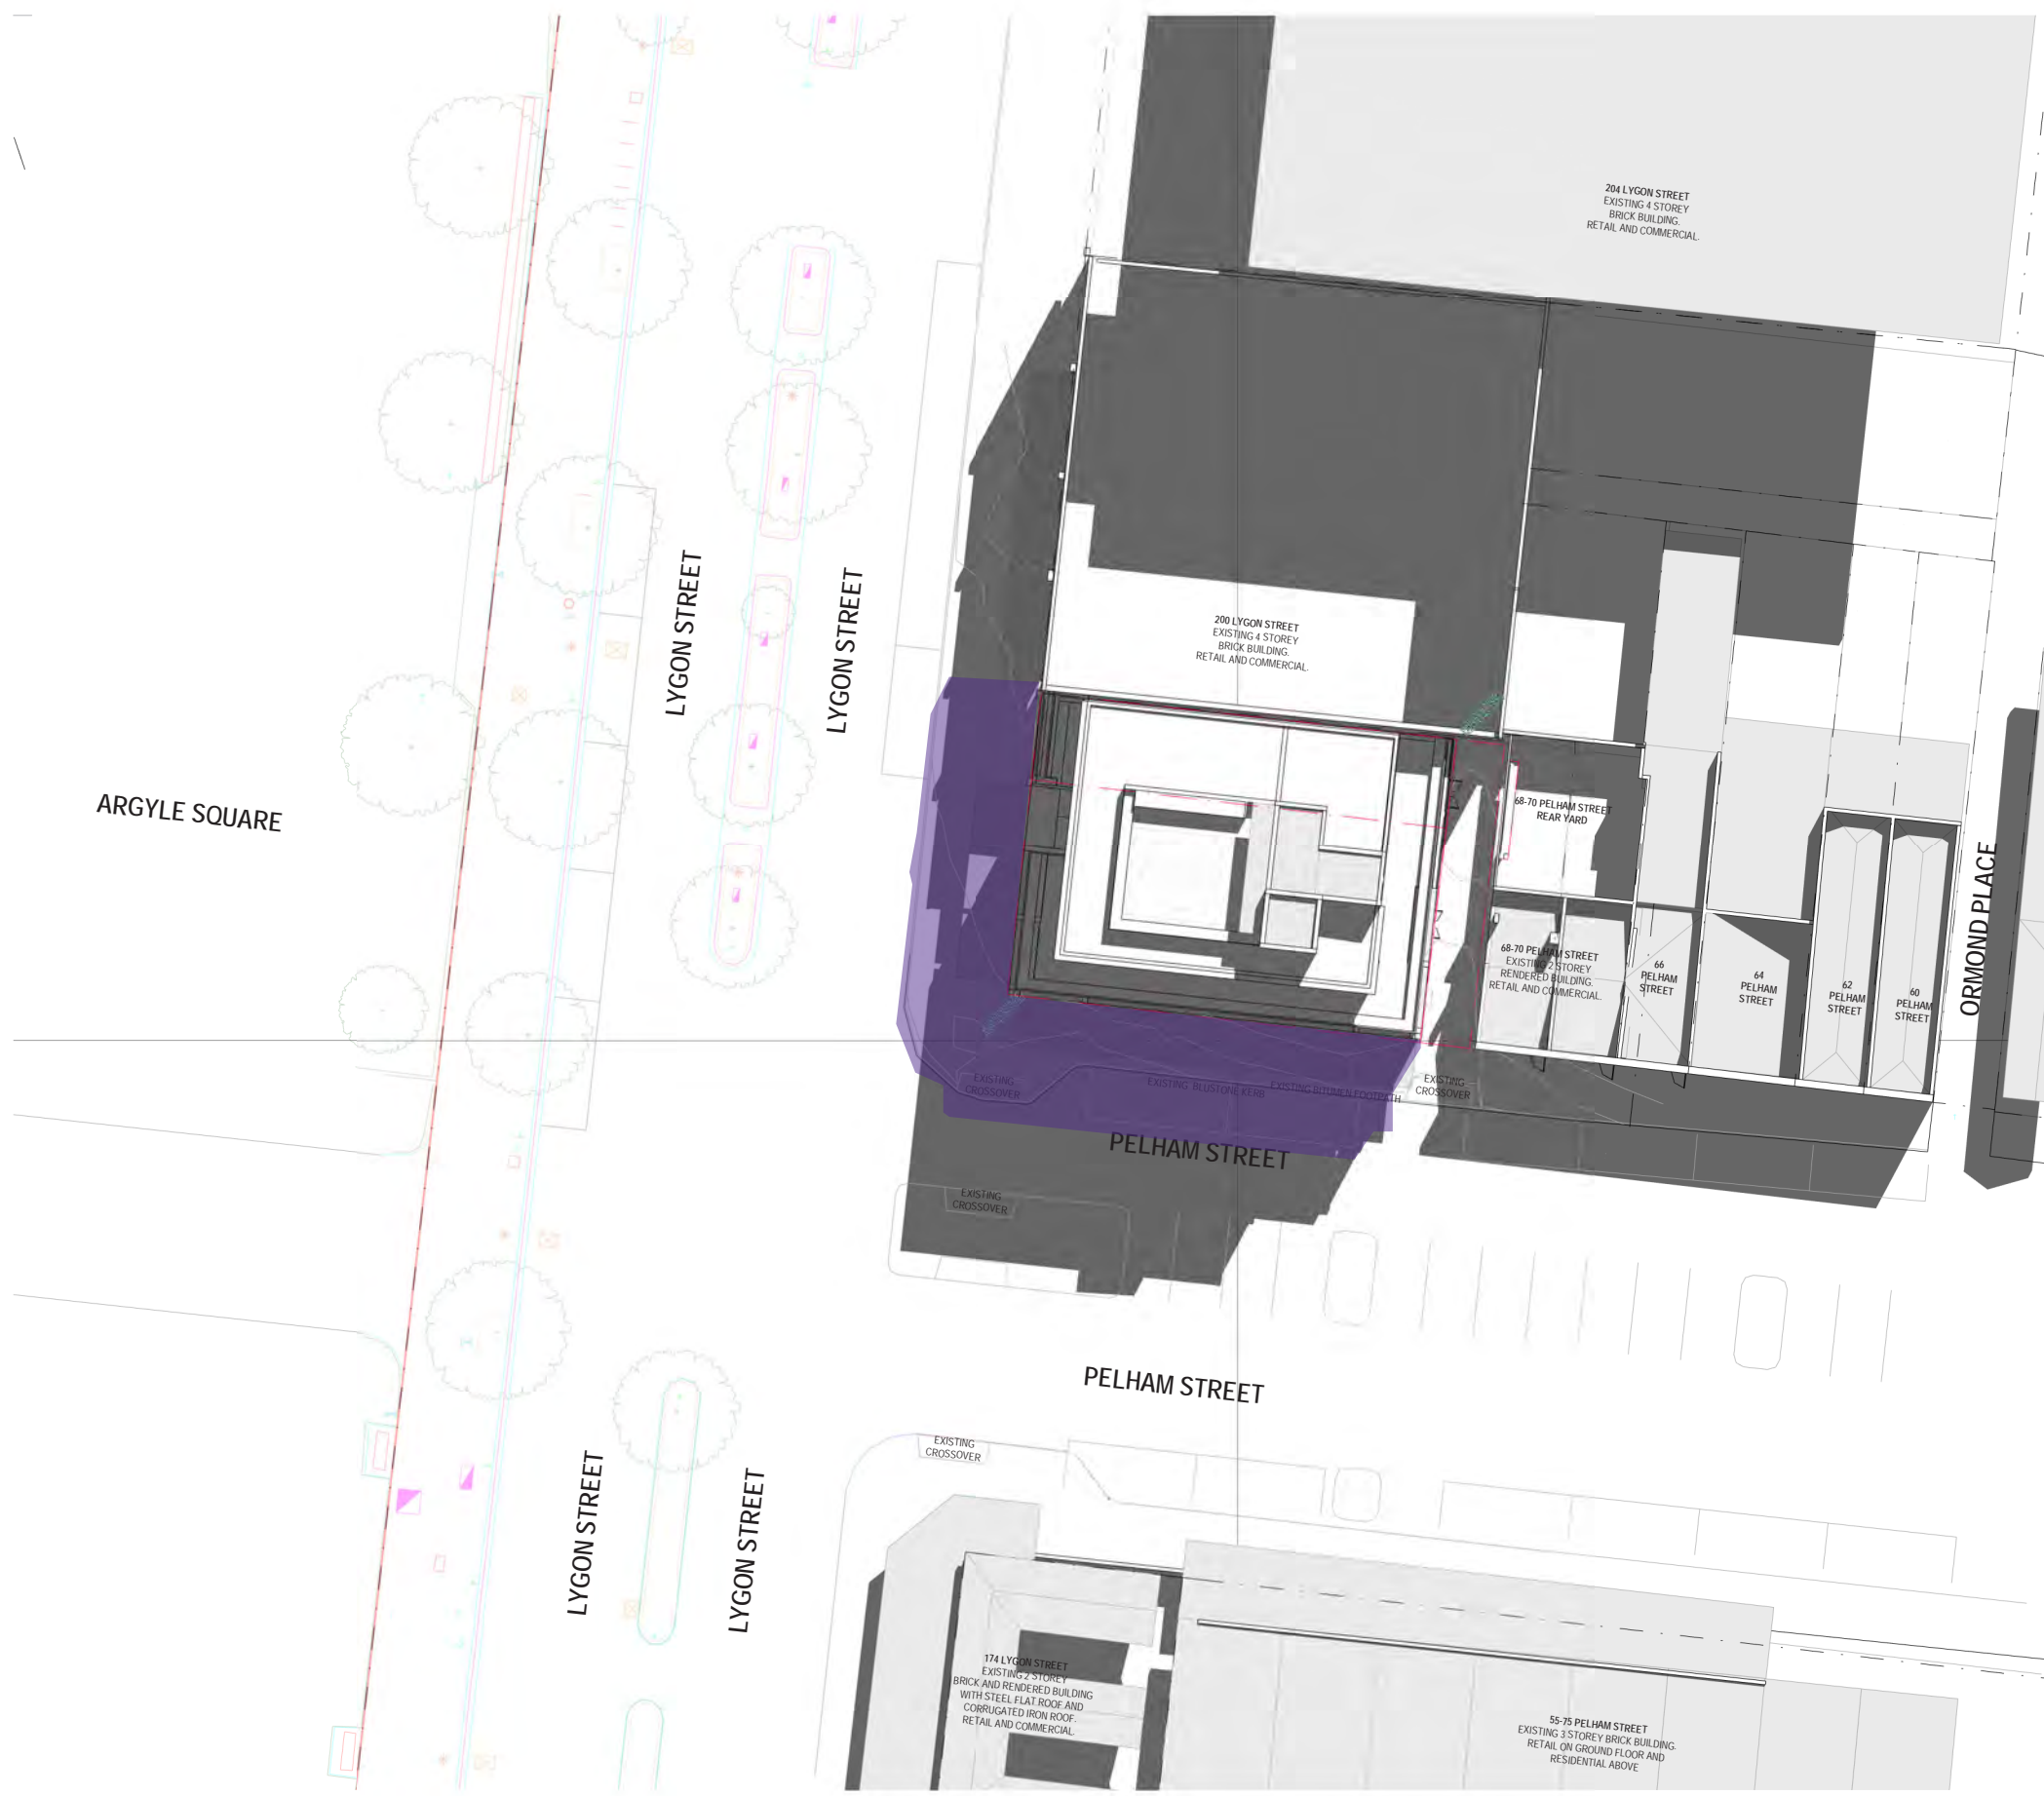 204 LYGON STREET
EXISTING 4 STOREY
BRICK BUILDING.
RETAIL AND COMMERCIAL.
LYGON STREET
LYGON STREET
200 LYGON STREET
EXISTING 4 STOREY
BRICK BUILDING.
RETAIL AND COMMERCIAL.
ARGYLE SQUARE
68-70 PELHAM STREET
REAR YARD
68-70 PELHAM STREET
EXISTING 2 STOREY
RENDERED BUILDING.
RETAIL AND COMMERCIAL.
66
PELHAM
STREET
64
PELHAM
STREET
62
PELHAM
STREET
60
PELHAM
STREET
ORMOND PLACE
EXISTING
CROSSOVER
EXISTING BLUSTONE KERB
EXISTING BITUMEN FOOTPATH
EXISTING
CROSSOVER
PELHAM STREET
EXISTING
CROSSOVER
PELHAM STREET
EXISTING
CROSSOVER
LYGON STREET
LYGON STREET
174 LYGON STREET
EXISTING 2 STOREY
BRICK AND RENDERED BUILDING
WITH STEEL FLAT ROOF AND
CORRUGATED IRON ROOF.
RETAIL AND COMMERCIAL.
55-75 PELHAM STREET
EXISTING 3 STOREY BRICK BUILDING.
RETAIL ON GROUND FLOOR AND
RESIDENTIAL ABOVE